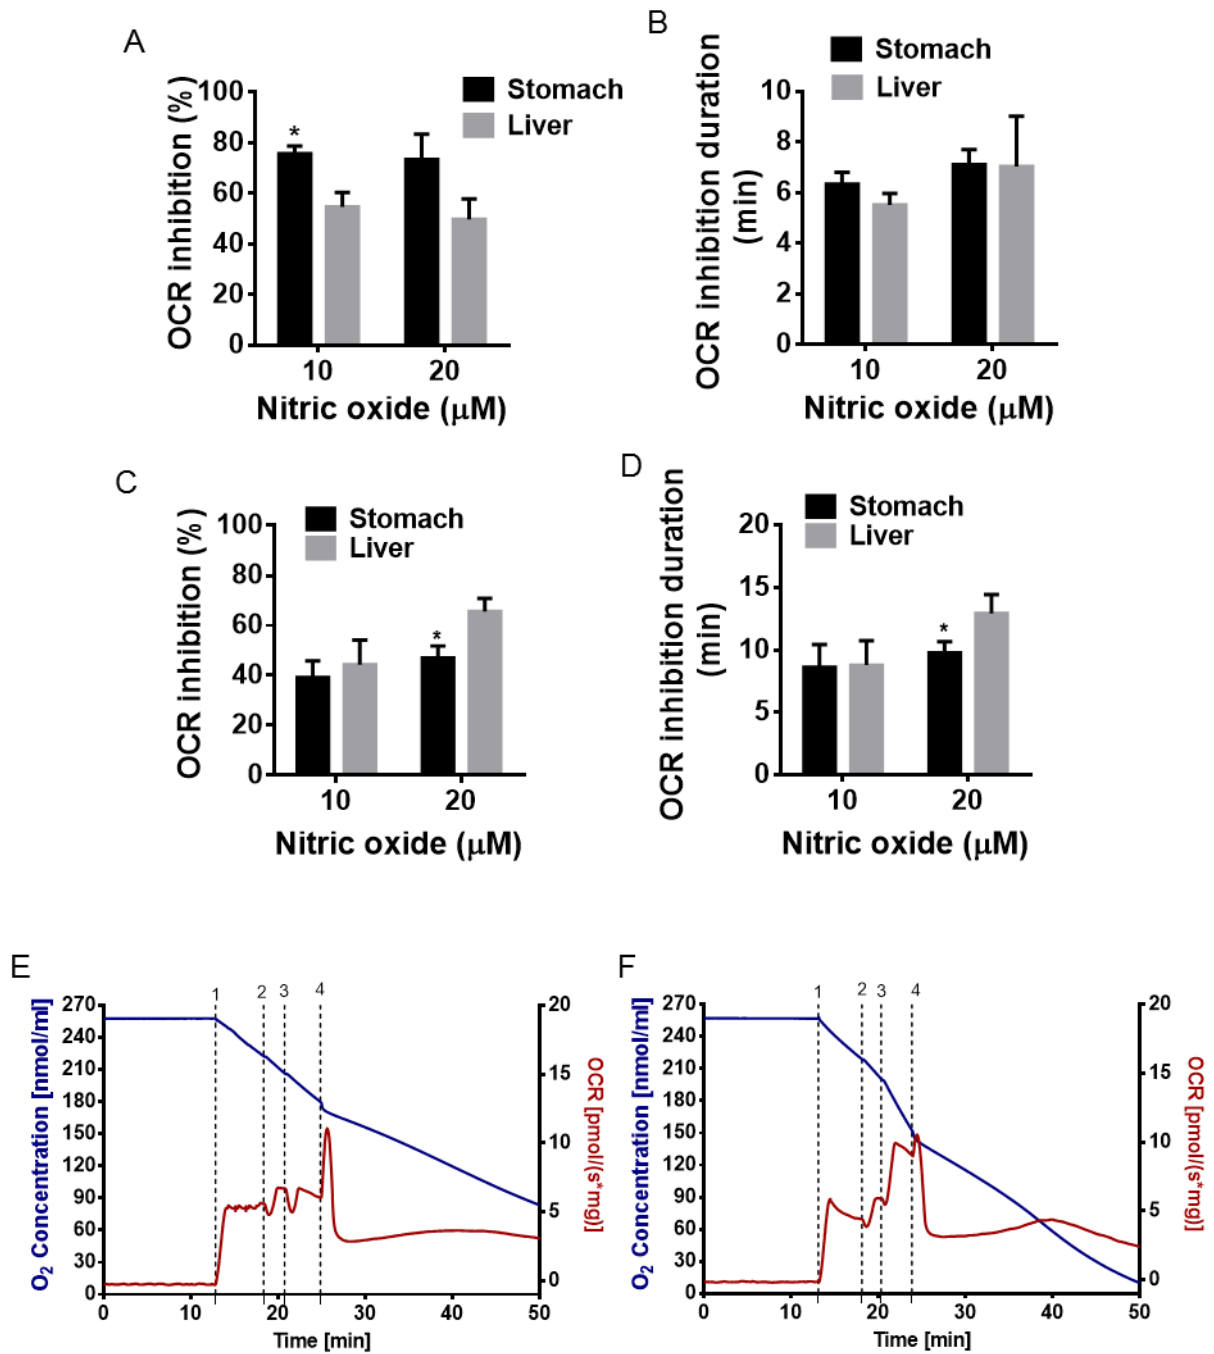 A
Stomach
Liver
OCR inhibition (%)
100
80
60
40
20
0
*
10
20
Nitric oxide (μM)
B
Stomach
Liver
OCR inhibition duration
(min)
10
8
6
4
2
0
10
20
Nitric oxide (μM)
C
Stomach
Liver
OCR inhibition (%)
100
80
60
40
20
0
*
10
20
Nitric oxide (μM)
D
Stomach
Liver
OCR inhibition duration
(min)
20
15
10
5
0
*
10
20
Nitric oxide (μM)
E
1 2 3 4
O2 Concentration [nmol/ml]
270
240
210
180
150
120
90
60
30
0
20
15
10
5
0
OCR [pmol/(s*mg)]
0 10 20 30 40 50
Time [min]
F
1 2 3 4
O2 Concentration [nmol/ml]
270
240
210
180
150
120
90
60
30
0
20
15
10
5
0
OCR [pmol/(s*mg)]
0 10 20 30 40 50
Time [min]